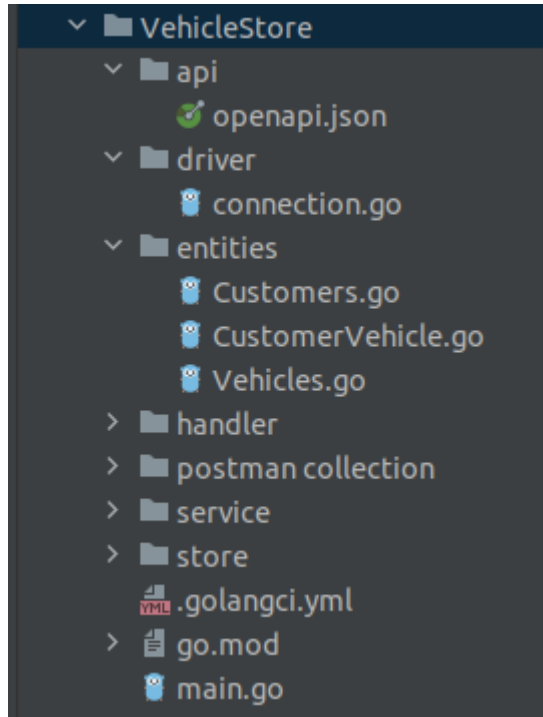 VehicleStore
api
openapi.json
driver
connection.go
entities
Customers.go
CustomerVehicle.go
Vehicles.go
handler
postman collection
service
store
YML .golangci.yml
go.mod
main.go